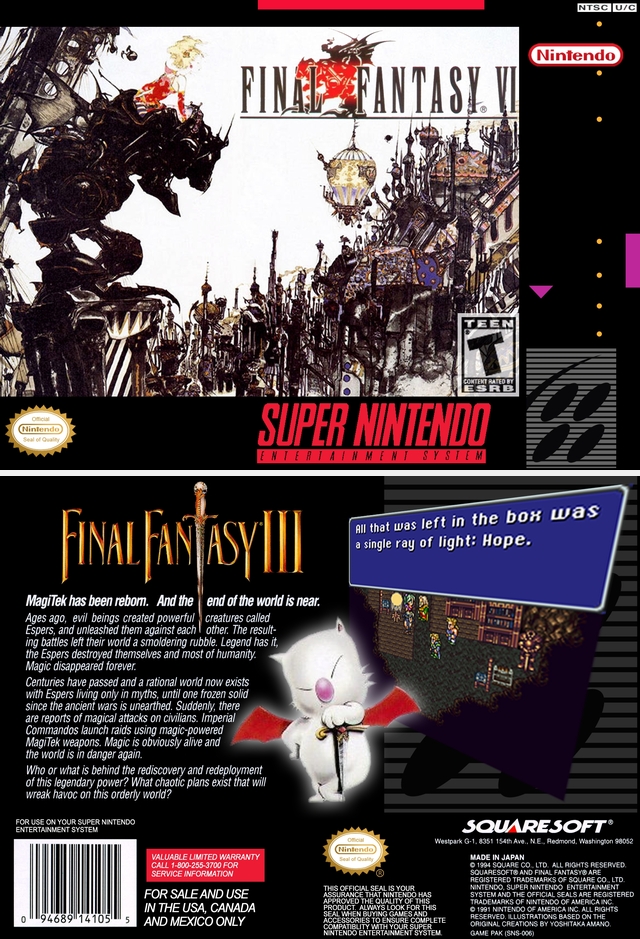 NTSC U/C
Nintendo
FINAL FANTASY VI
®
TEEN
T
CONTENT RATED BY
ESRB
Official
Nintendo
Seal of Quality
SUPER NINTENDO
ENTERTAINMENT SYSTEM
FINAL FANTASY® III
All that was left in the box was
a single ray of light: Hope.
MagiTek has been reborn. And the end of the world is near.
Ages ago, evil beings created powerful creatures called
Espers, and unleashed them against each other. The result-
ing battles left their world a smoldering rubble. Legend has it,
the Espers destroyed themselves and most of humanity.
Magic disappeared forever.
Centuries have passed and a rational world now exists
with Espers living only in myths, until one frozen solid
since the ancient war is unearthed. Suddenly, there
are reports of magical attacks on civilians. Imperial
Commandos launch raids using magic-powered
MagiTek weapons. Magic is obviously alive and
the world is in danger again.
Who or what is behind the rediscovery and redeployment
of this legendary power? What chaotic plans exist that will
wreak havoc on this orderly world?
FOR USE ON YOUR SUPER NINTENDO
ENTERTAINMENT SYSTEM
0 94689 14105 5
VALUABLE LIMITED WARRANTY
CALL 1-800-255-3700 FOR
SERVICE INFORMATION
FOR SALE AND USE
IN THE USA, CANADA
AND MEXICO ONLY
Official
Nintendo
Seal of Quality
®
THIS OFFICIAL SEAL IS YOUR
ASSURANCE THAT NINTENDO HAS
APPROVED THE QUALITY OF THIS
PRODUCT. ALWAYS LOOK FOR THIS
SEAL WHEN BUYING GAMES AND
ACCESSORIES TO ENSURE COMPLETE
COMPATIBLITY WITH YOUR SUPER
NINTENDO ENTERTAINMENT SYSTEM.
SQUARESOFT®
Westpark G-1, 8351 154th Ave., N.E., Redmond, Washington 98052
MADE IN JAPAN
© 1994 SQUARE CO., LTD. ALL RIGHTS RESERVED.
SQUARESOFT® AND FINAL FANTASY® ARE
REGISTERED TRADEMARKS OF SQUARE CO., LTD.
NINTENDO, SUPER NINTENDO ENTERTAINMENT
SYSTEM AND THE OFFICIAL SEALS ARE REGISTERED
TRADEMARKS OF NINTENDO OF AMERICA INC.
© 1991 NINTENDO OF AMERICA INC. ALL RIGHTS
RESERVED. ILLUSTRATIONS BASED ON THE
ORIGINAL CREATIONS BY YOSHITAKA AMANO.
GAME PAK (SNS-006)